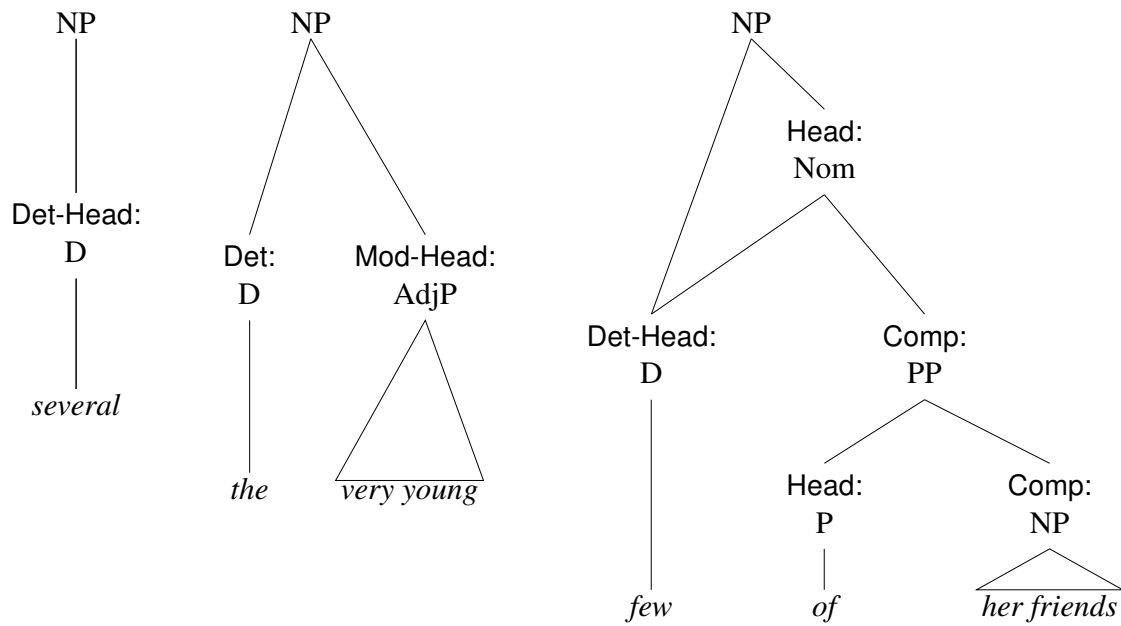 NP
Det-Head:
D
several
NP
Det:
D
the
Mod-Head:
AdjP
very young
NP
Head:
Nom
Det-Head:
D
few
Comp:
PP
Head:
P
of
Comp:
NP
her friends